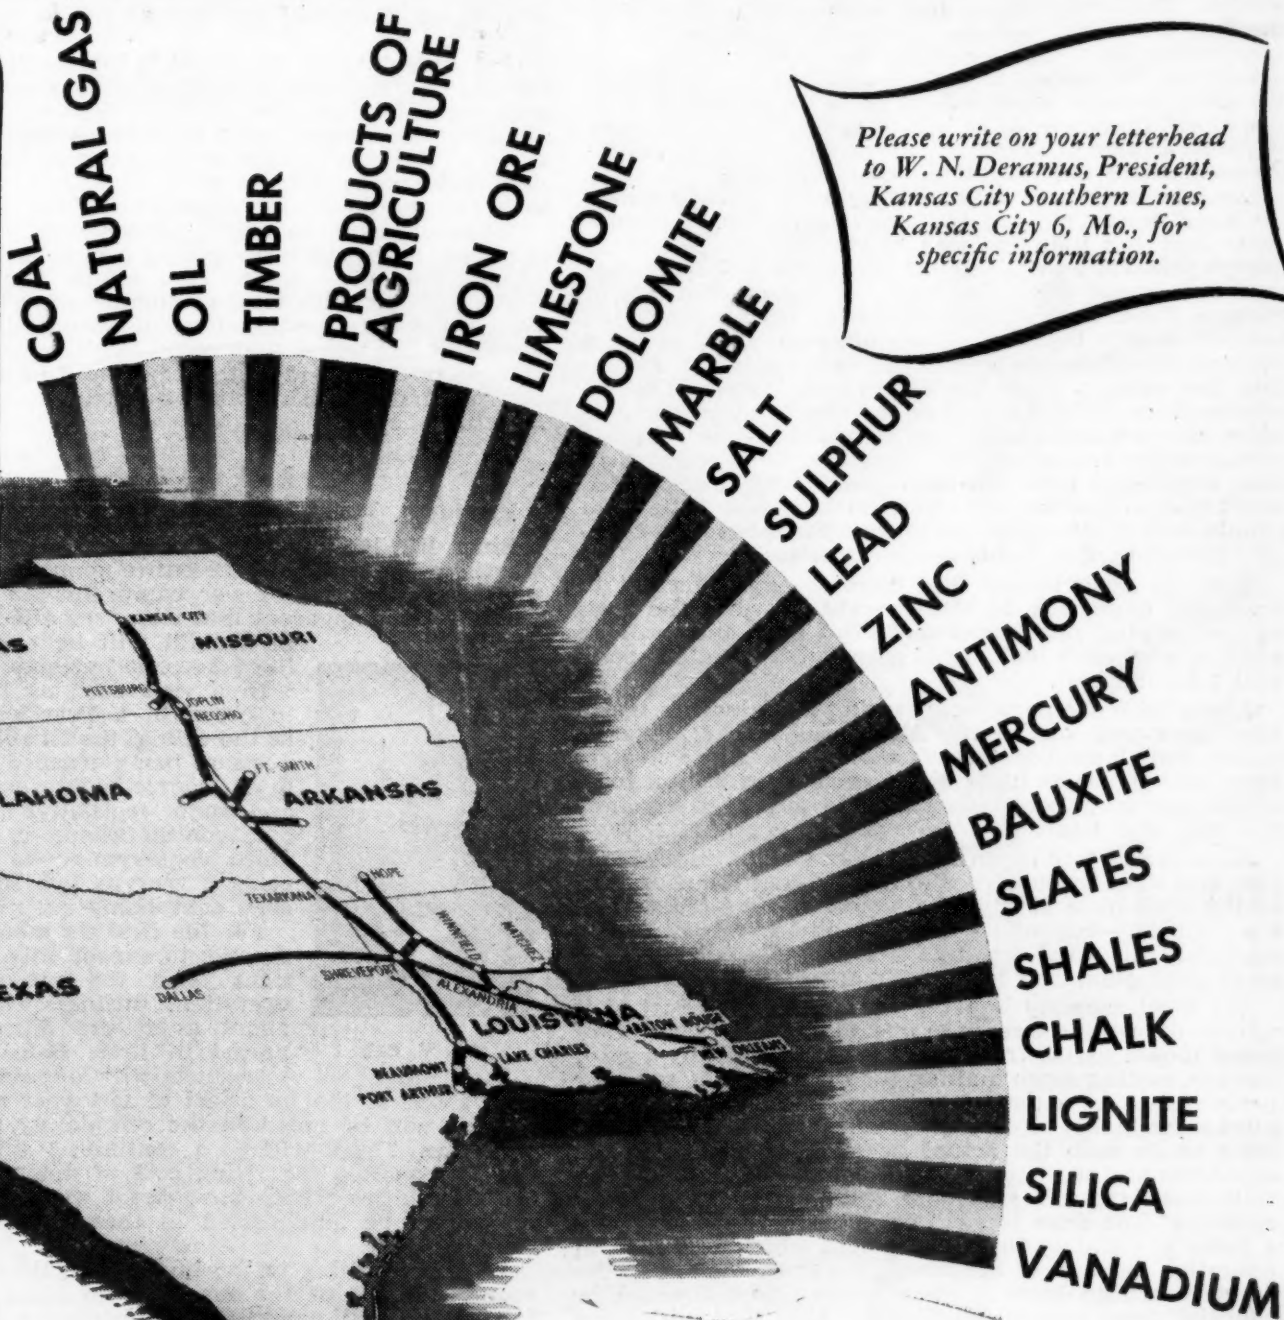 COAL
NATURAL GAS
OIL
TIMBER
PRODUCTS OF
AGRICULTURE
IRON ORE
LIMESTONE
DOLOMITE
MARBLE
SALT
SULPHUR
LEAD
ZINC
ANTIMONY
MERCURY
BAUXITE
SLATES
SHALES
CHALK
LIGNITE
SILICA
VANADIUM
Please write on your letterhead
to W. N. Deramus, President,
Kansas City Southern Lines,
Kansas City 6, Mo., for
specific information.
KANSAS CITY
AS
MISSOURI
PITTSBURG
JOPLIN
NEOSHO
FT. SMITH
LAHOMA
ARKANSAS
HOPE
TEXARKANA
WINNFIELD
NATCHEZ
SHREVEPORT
EXAS
DALLAS
ALEXANDRIA
LOUISIANA
BATON ROUGE
NEW ORLEANS
LAKE CHARLES
BEAUMONT
PORT ARTHUR